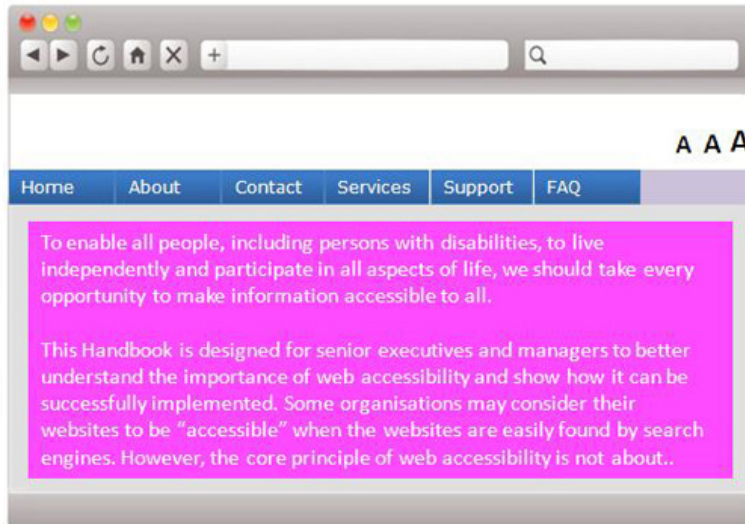 A A A
Home About Contact Services Support FAQ
To enable all people, including persons with disabilities, to live
independently and participate in all aspects of life, we should take every
opportunity to make information accessible to all.
This Handbook is designed for senior executives and managers to better
understand the importance of web accessibility and show how it can be
successfully implemented. Some organisations may consider their
websites to be “accessible” when the websites are easily found by search
engines. However, the core principle of web accessibility is not about..